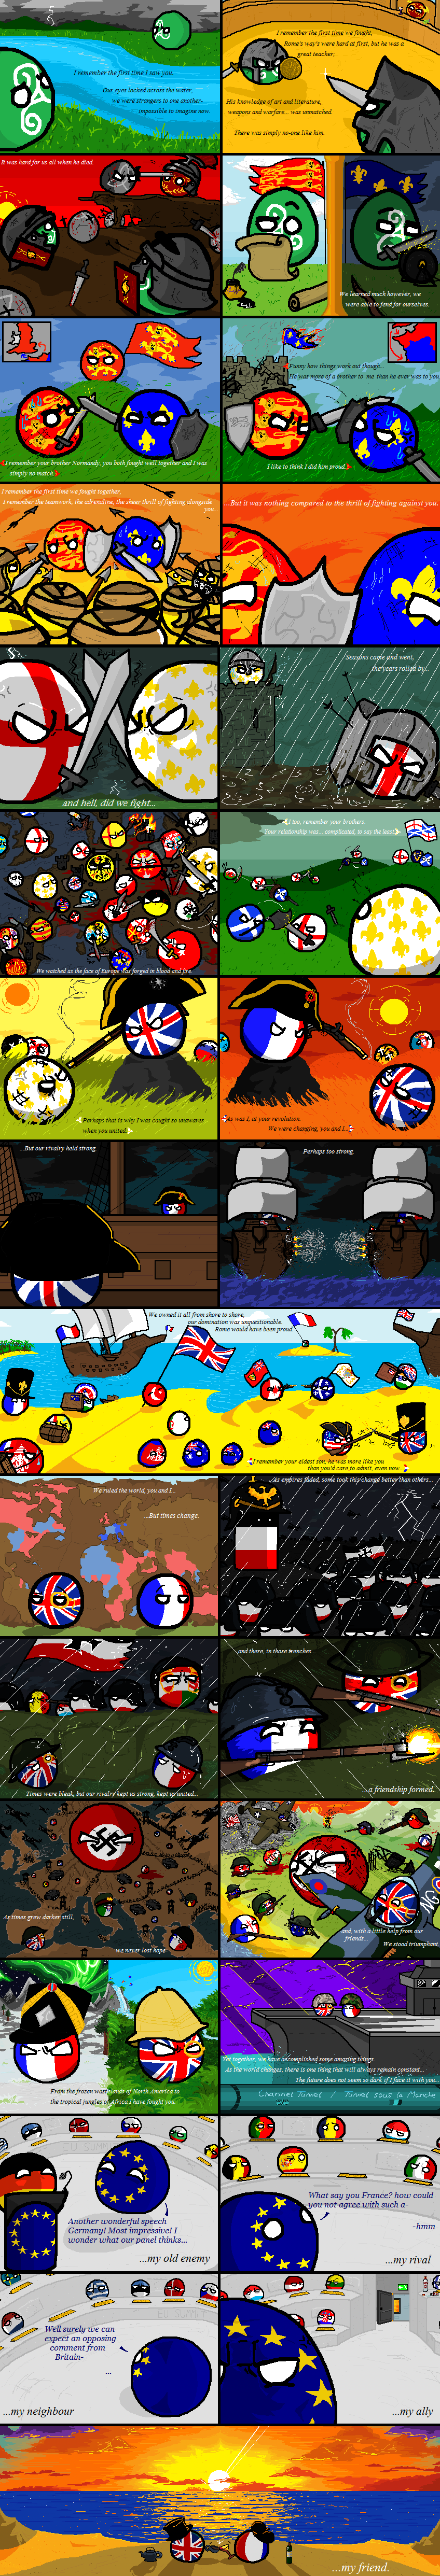 I remember the first time I saw you.
Our eyes locked across the water,
we were strangers to one another-
impossible to imagine now.
I remember the first time we fought,
Rome's way's were hard at first, but he was a
great teacher;
His knowledge of art and literature,
weapons and warfare... was unmatched.
There was simply no-one like him.
It was hard for us all when he died.
We learned much however, we
were able to fend for ourselves.
I remember your brother Normandy, you both fought well together and I was
simply no match.
Funny how things work out though...
He was more of a brother to me than he ever was to you.
I like to think I did him proud.
I remember the first time we fought together,
I remember the teamwork, the adrenaline, the sheer thrill of fighting alongside
you...
...But it was nothing compared to the thrill of fighting against you.
and hell, did we fight...
Seasons came and went,
the years rolled by...
We watched as the face of Europe was forged in blood and fire.
I too, remember your brothers.
Your relationship was... complicated, to say the least.
Perhaps that is why I was caught so unawares
when you united.
As was I, at your revolution.
We were changing, you and I...
...But our rivalry held strong.
Perhaps too strong.
We owned it all from shore to shore,
our domination was unquestionable.
Rome would have been proud.
I remember your eldest son, he was more like you
than you'd care to admit, even now...
We ruled the world, you and I...
...But times change.
As empires faded, some took this change better than others...
Times were bleak, but our rivalry kept us strong, kept us united...
and there, in those trenches...
...a friendship formed.
As times grew darker still,
we never lost hope
and, with a little help from our
friends...
We stood triumphant.
From the frozen wastelands of North America to
the tropical jungles of Africa I have fought you.
Yet together, we have accomplished some amazing things.
As the world changes, there is one thing that will always remain constant...
The future does not seem so dark if I face it with you.
Channel Tunnel / Tunnel sous la Manche
Another wonderful speech
Germany! Most impressive! I
wonder what our panel thinks...
...my old enemy
What say you France? how could
you not agree with such a-
-hmm
...my rival
Well surely we can
expect an opposing
comment from
Britain-
...
...my neighbour
...my ally
...my friend.